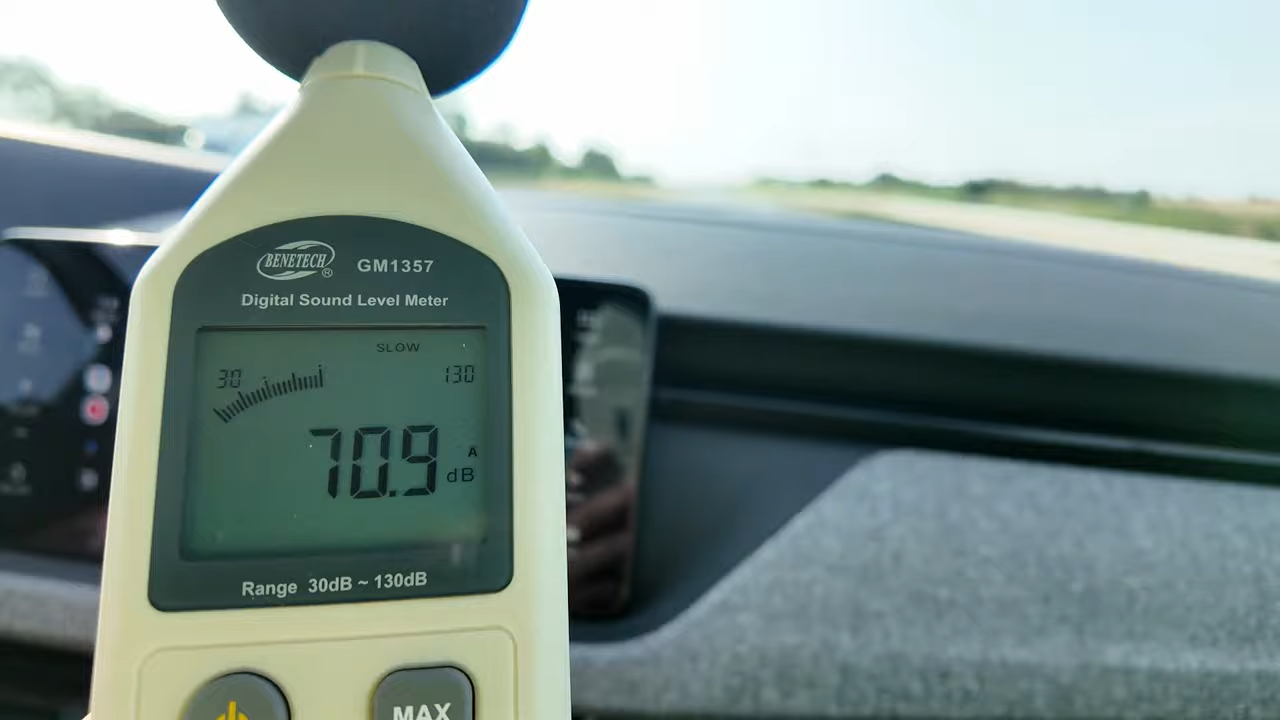 BENETECH ®
GM1357
Digital Sound Level Meter
SLOW
30
130
70.9
A
dB
Range 30dB ~ 130dB
MAX